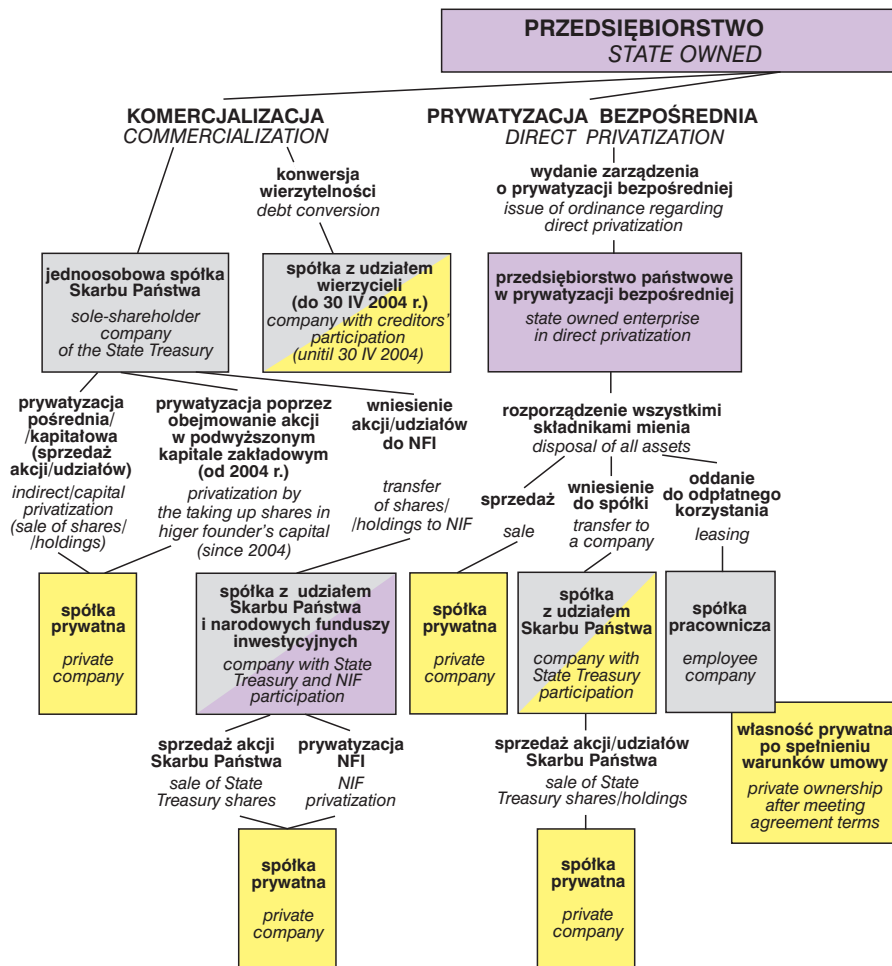 PRZEDSIĘBIORSTWO
STATE OWNED
KOMERCJALIZACJA
COMMERCIALIZATION
PRYWATYZACJA BEZPOŚREDNIA
DIRECT PRIVATIZATION
konwersja
wierzytelności
debt conversion
wydanie zarządzenia
o prywatyzacji bezpośredniej
issue of ordinance regarding
direct privatization
jednoosobowa spółka
Skarbu Państwa
sole-shareholder
company
of the State Treasury
spółka z udziałem
wierzycieli
(do 30 IV 2004 r.)
company with creditors'
participation
(unitil 30 IV 2004)
przedsiębiorstwo państwowe
w prywatyzacji bezpośredniej
state owned enterprise
in direct privatization
prywatyzacja
pośrednia/
/kapitałowa
(sprzedaż
akcji/udziałów)
indirect/capital
privatization
(sale of shares/
/holdings)
prywatyzacja poprzez
obejmowanie akcji
w podwyższonym
kapitale zakładowym
(od 2004 r.)
privatization by
the taking up shares in
higer founder's capital
(since 2004)
wniesienie
akcji/udziałów
do NFI
transfer
of shares/
/holdings to NIF
rozporządzenie wszystkimi
składnikami mienia
disposal of all assets
sprzedaż
sale
wniesienie
do spółki
transfer to
a company
oddanie
do odpłatnego
korzystania
leasing
spółka
prywatna
private
company
spółka z udziałem
Skarbu Państwa
i narodowych funduszy
inwestycyjnych
company with State
Treasury and NIF
participation
spółka
prywatna
private
company
spółka
z udziałem
Skarbu Państwa
company with
State Treasury
participation
spółka
pracownicza
employee
company
własność prywatna
po spełnieniu
warunków umowy
private ownership
after meeting
agreement terms
sprzedaż akcji
Skarbu Państwa
sale of State
Treasury shares
prywatyzacja
NFI
NIF
privatization
sprzedaż akcji/udziałów
Skarbu Państwa
sale of State
Treasury shares/holdings
spółka
prywatna
private
company
spółka
prywatna
private
company